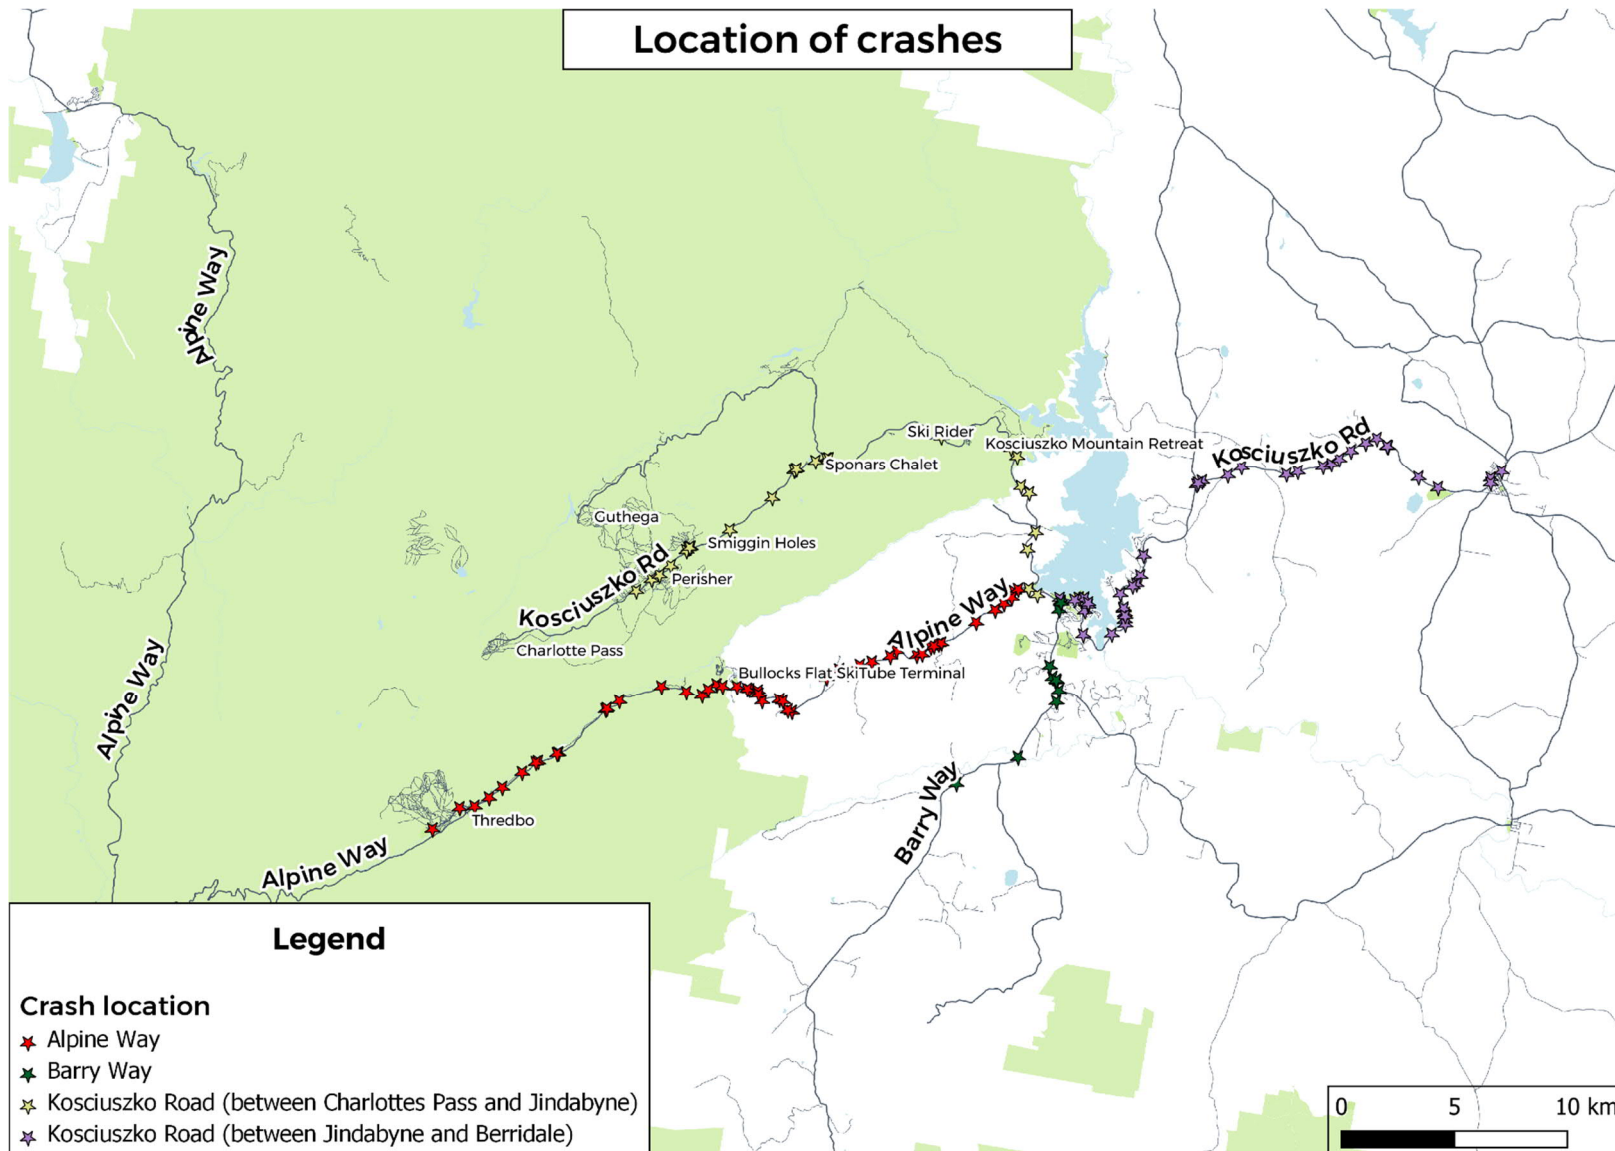 Location of crashes
Alpine Way
Ski Rider
Kosciuszko Mountain Retreat
Kosciuszko Rd
Sponars Chalet
Guthega
Smiggin Holes
Kosciuszko Rd
Perisher
Charlotte Pass
Alpine Way
Bullocks Flat SkiTube Terminal
Alpine Way
Thredbo
Barry Way
Alpine Way
Legend
Crash location
Alpine Way
Barry Way
Kosciuszko Road (between Charlottes Pass and Jindabyne)
Kosciuszko Road (between Jindabyne and Berridale)
0 5 10 km